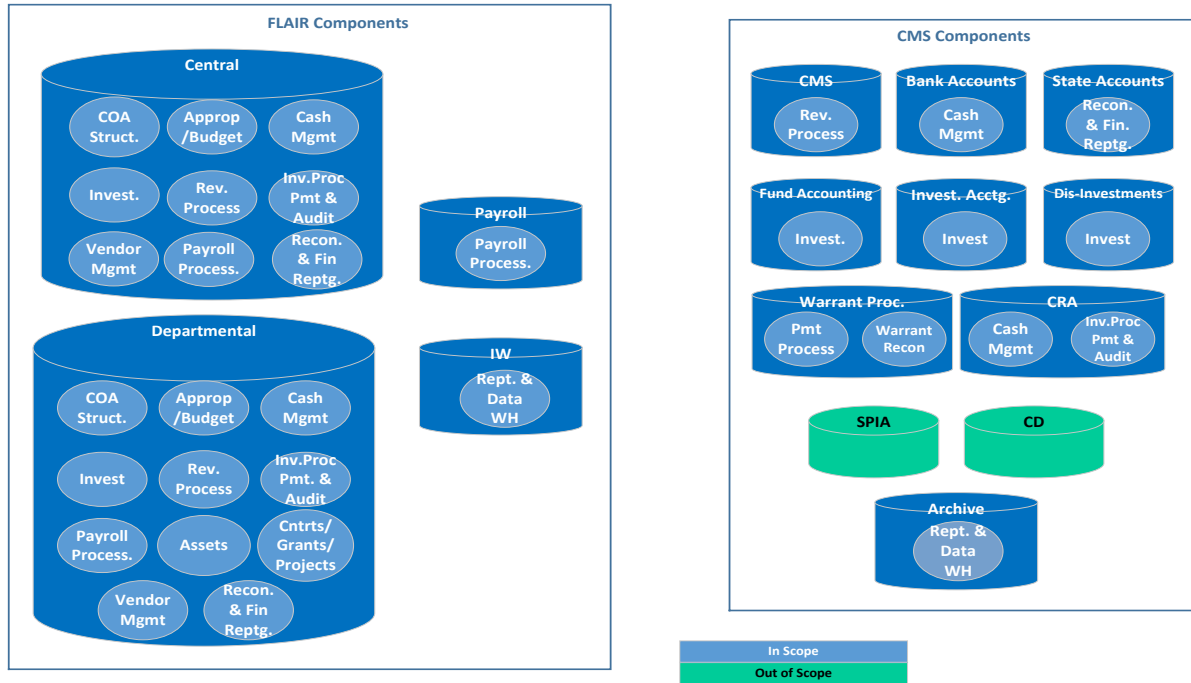 FLAIR Components
Central
COA
Struct.
Approp
/Budget
Cash
Mgmt
Invest.
Rev.
Process
Inv.Proc
Pmt &
Audit
Vendor
Mgmt
Payroll
Process.
Recon.
& Fin
Reptg.
Departmental
COA
Struct.
Approp
/Budget
Cash
Mgmt
Invest
Rev.
Process
Inv.Proc
Pmt. &
Audit
Payroll
Process.
Assets
Cntrts/
Grants/
Projects
Vendor
Mgmt
Recon.
& Fin
Reptg.
Payroll
Payroll
Process.
IW
Rept. &
Data
WH
CMS Components
CMS
Rev.
Process
Bank Accounts
Cash
Mgmt
State Accounts
Recon.
& Fin.
Reptg.
Fund Accounting
Invest.
Invest. Acctg.
Invest
Dis-Investments
Invest
Warrant Proc.
Pmt
Process
Warrant
Recon
CRA
Cash
Mgmt
Inv.Proc
Pmt &
Audit
SPIA
CD
Archive
Rept. &
Data
WH
In Scope
Out of Scope